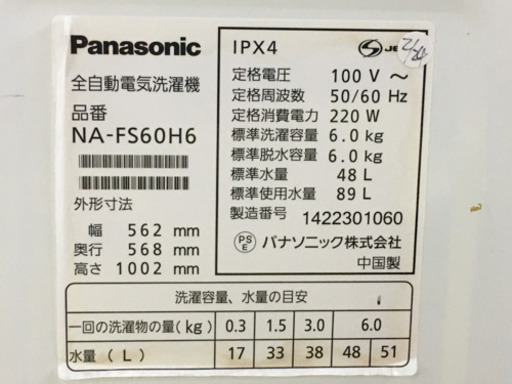 Panasonic
全自動電気洗濯機
品番
NA-FS60H6
外形寸法
幅 562 mm
奥行 568 mm
高さ 1002 mm
IPX4
定格電圧 100 V ～
定格周波数 50/60 Hz
定格消費電力 220 W
標準洗濯容量 6.0 kg
標準脱水容量 6.0 kg
標準水量 48 L
標準使用水量 89 L
製造番号 1422301060
PS E パナソニック株式会社
中国製
洗濯容量、水量の目安
一回の洗濯物の量(kg) 0.3 1.5 3.0 6.0
水量(L) 17 33 38 48 51